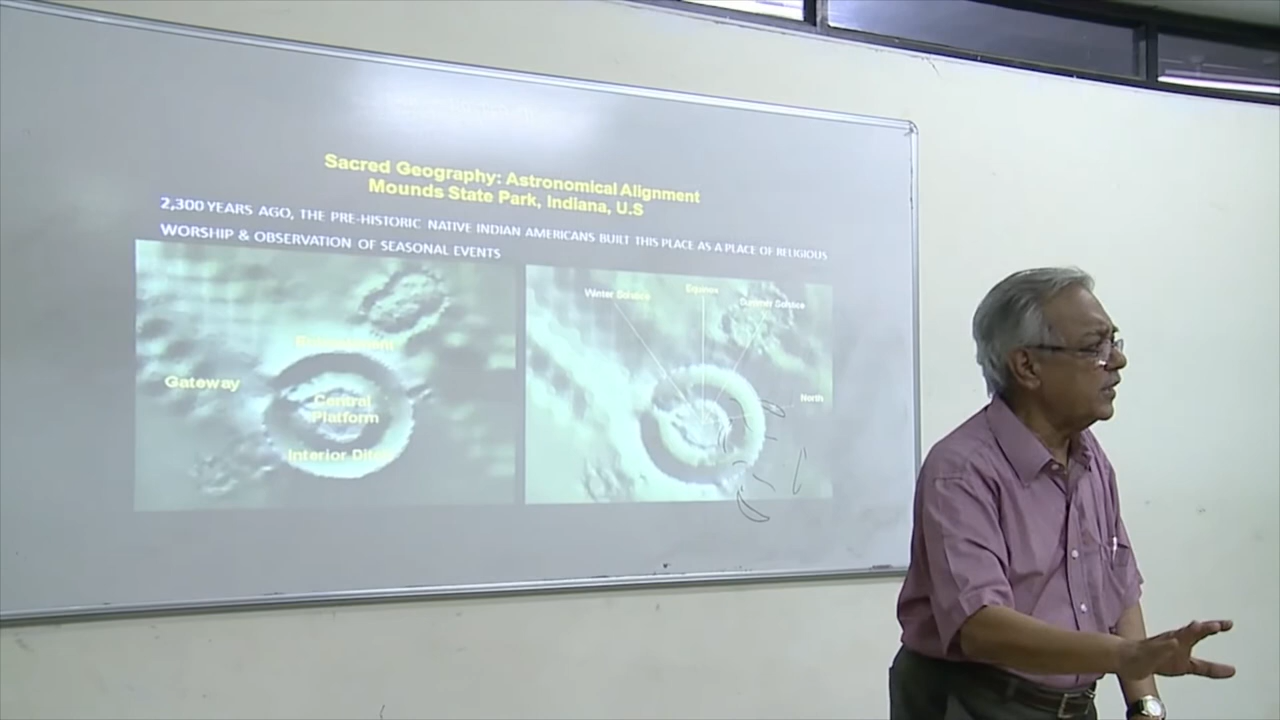 Sacred Geography: Astronomical Alignment
Mounds State Park, Indiana, U.S
2,300 YEARS AGO, THE PRE-HISTORIC NATIVE INDIAN AMERICANS BUILT THIS PLACE AS A PLACE OF RELIGIOUS
WORSHIP & OBSERVATION OF SEASONAL EVENTS
Gateway
Central
Platform
Interior Ditch
Winter Solstice
Equinox
Summer Solstice
North